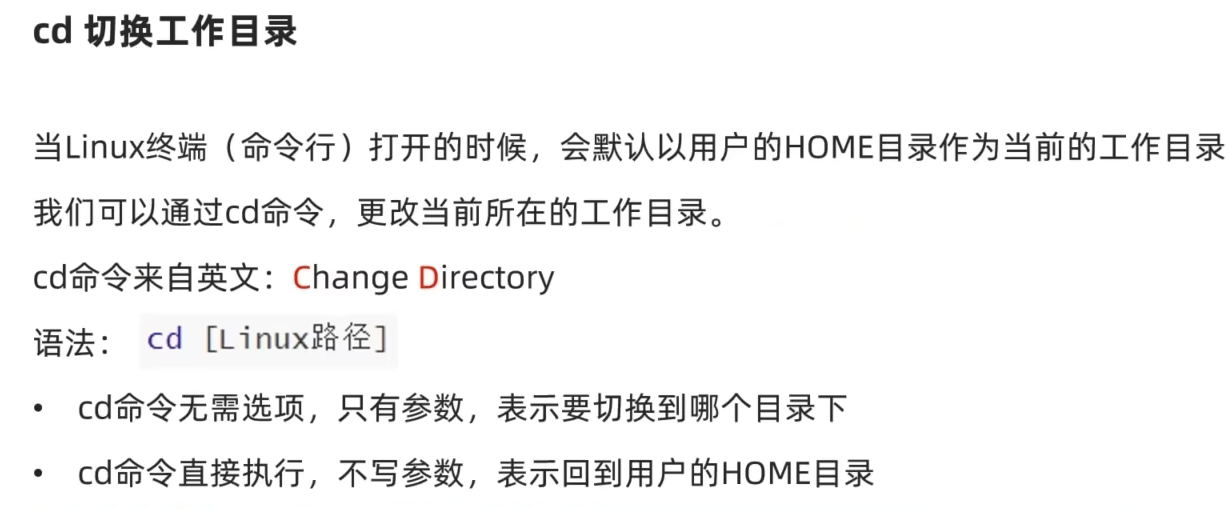 cd 切换工作目录
当Linux终端（命令行）打开的时候，会默认以用户的HOME目录作为当前的工作目录
我们可以通过cd命令，更改当前所在的工作目录。
cd命令来自英文：Change Directory
语法： cd [Linux路径]
• cd命令无需选项，只有参数，表示要切换到哪个目录下
• cd命令直接执行，不写参数，表示回到用户的HOME目录